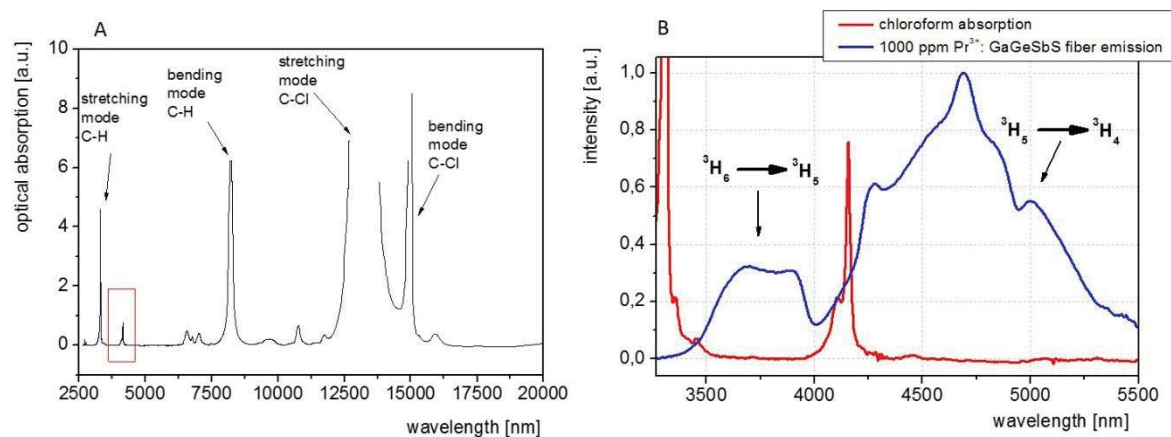 A
optical absorption [a.u.]
10
8
6
4
2
0
2500 5000 7500 10000 12500 15000 17500 20000
wavelength [nm]
stretching
mode
C-H
bending
mode
C-H
stretching
mode
C-Cl
bending
mode
C-Cl
B
chloroform absorption
1000 ppm Pr³⁺: GaGeSbS fiber emission
intensity [a.u.]
1,0
0,8
0,6
0,4
0,2
0,0
3500 4000 4500 5000 5500
wavelength [nm]
³H₆ ³H₅
³H₅ ³H₄